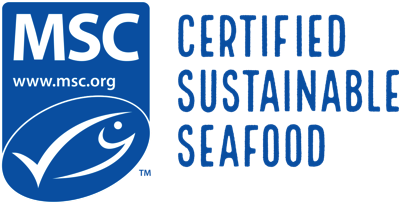 MSC
www.msc.org
TM
CERTIFIED
SUSTAINABLE
SEAFOOD